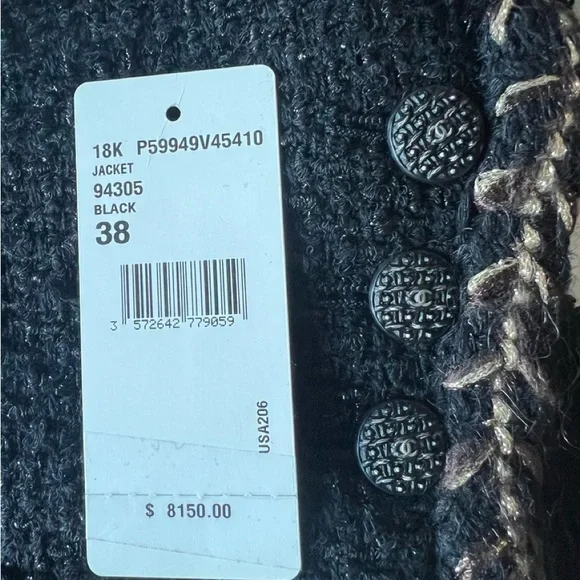 18K P59949V45410
JACKET
94305
BLACK
38
3 572642 779059
USA206
$ 8150.00